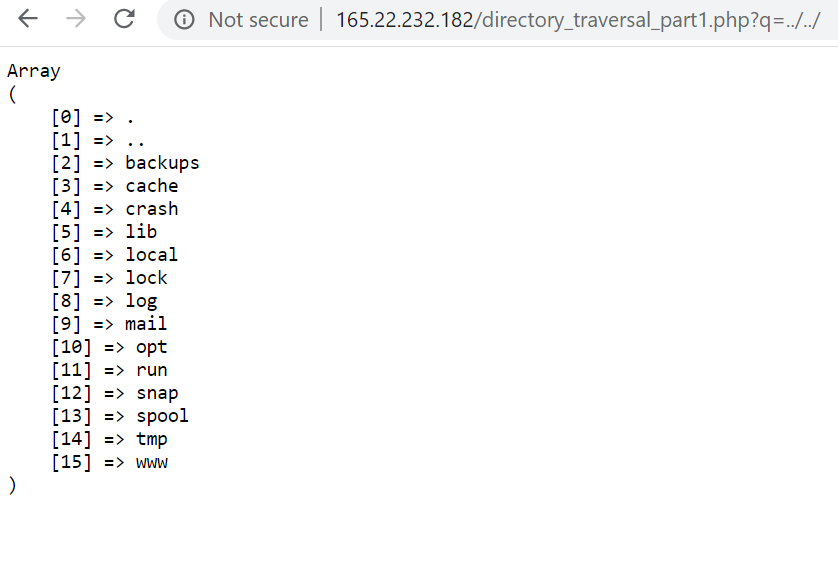 Not secure | 165.22.232.182/directory_traversal_part1.php?q=../../
Array
(
    [0] => .
    [1] => ..
    [2] => backups
    [3] => cache
    [4] => crash
    [5] => lib
    [6] => local
    [7] => lock
    [8] => log
    [9] => mail
    [10] => opt
    [11] => run
    [12] => snap
    [13] => spool
    [14] => tmp
    [15] => www
)